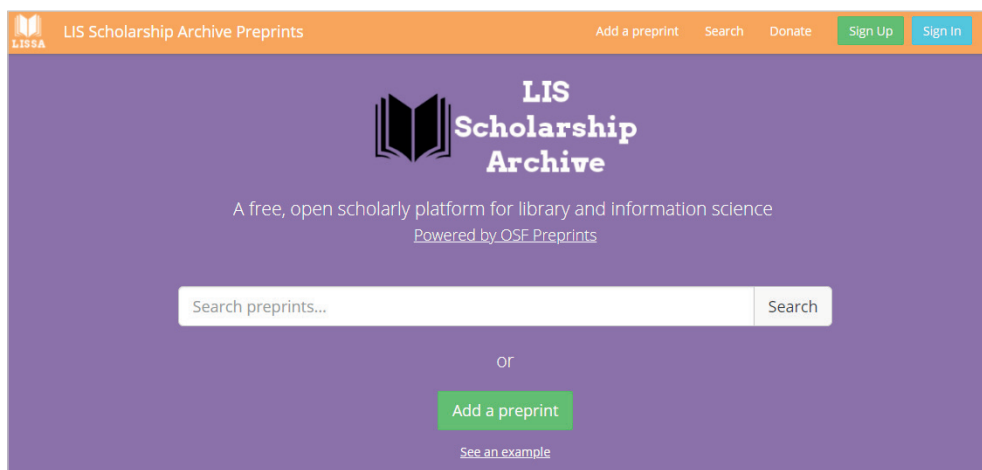 LISSA
LIS Scholarship Archive Preprints
Add a preprint
Search
Donate
Sign Up
Sign In
LIS
Scholarship
Archive
A free, open scholarly platform for library and information science
Powered by OSF Preprints
Search preprints...
Search
or
Add a preprint
See an example